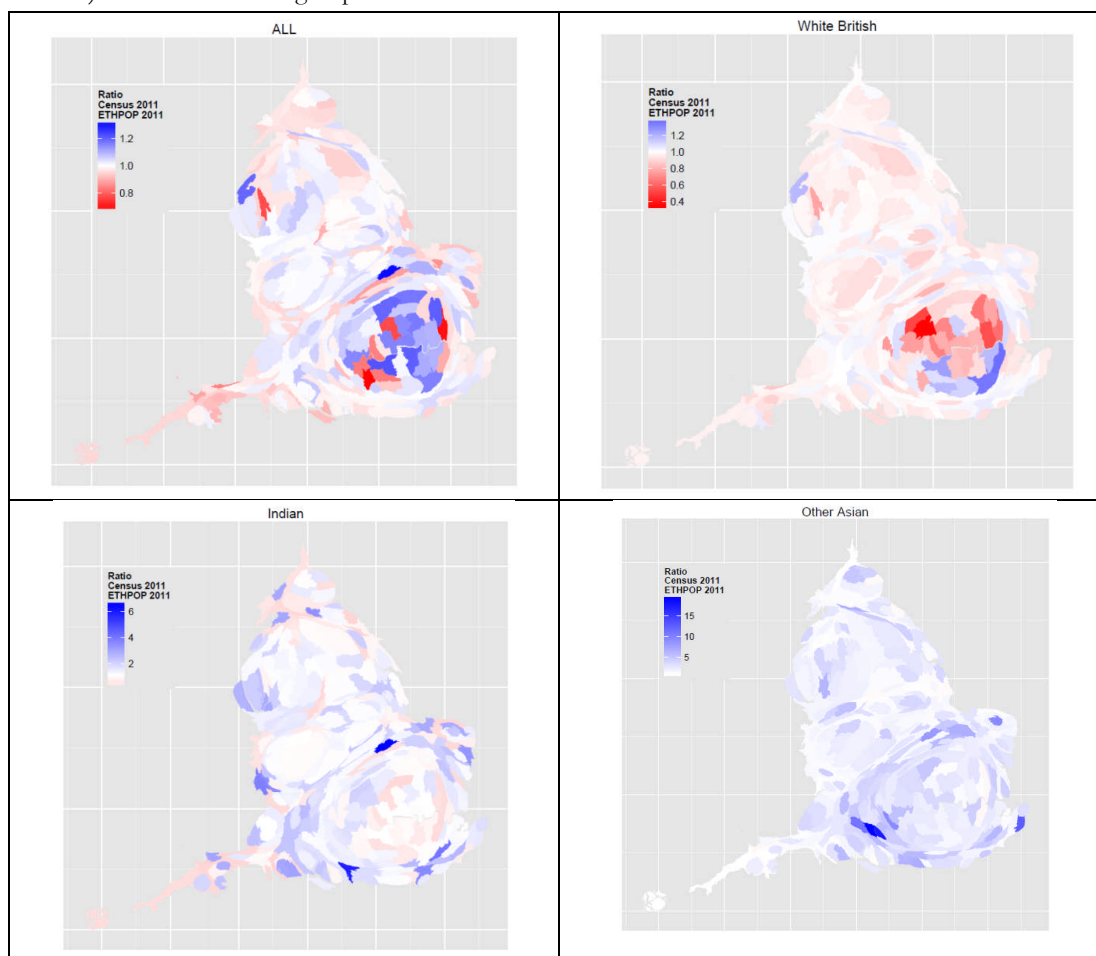 ALL
Ratio
Census 2011
ETHPOP 2011
1.2
1.0
0.8
White British
Ratio
Census 2011
ETHPOP 2011
1.2
1.0
0.8
0.6
0.4
Indian
Ratio
Census 2011
ETHPOP 2011
6
4
2
Other Asian
Ratio
Census 2011
ETHPOP 2011
15
10
5